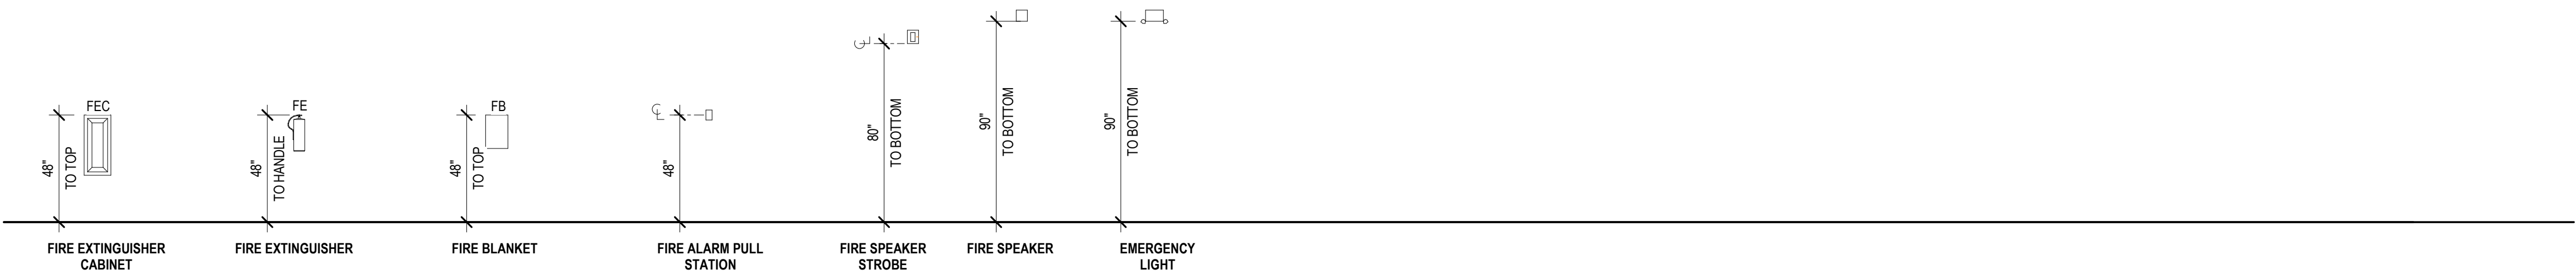 FEC
48"
TO TOP
FIRE EXTINGUISHER
CABINET
FE
48"
TO HANDLE
FIRE EXTINGUISHER
FB
48"
TO TOP
FIRE BLANKET
CL
48"
FIRE ALARM PULL
STATION
CL
80"
TO BOTTOM
FIRE SPEAKER
STROBE
90"
TO BOTTOM
FIRE SPEAKER
90"
TO BOTTOM
EMERGENCY
LIGHT